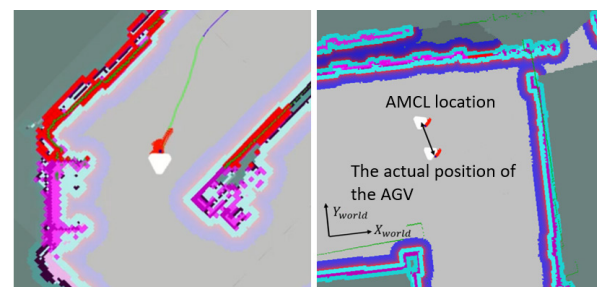 AMCL location
The actual position of
the AGV
Y_world
X_world